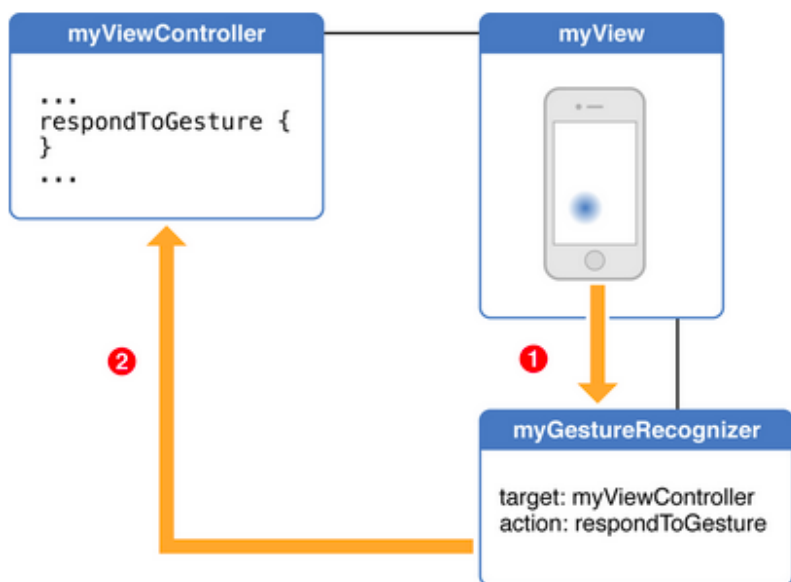 myViewController
...
respondToGesture {
}
...
myView
1
2
myGestureRecognizer
target: myViewController
action: respondToGesture